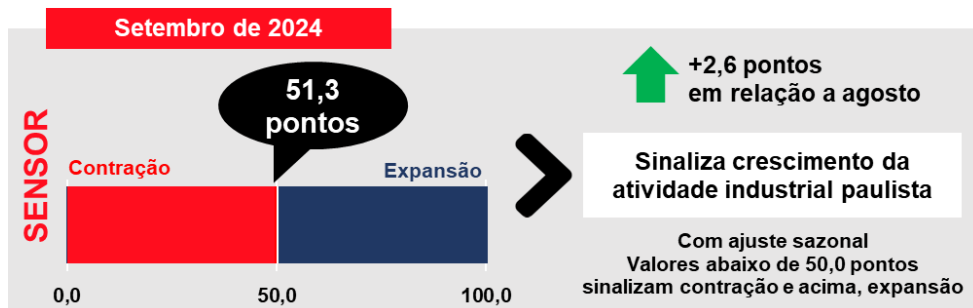 Setembro de 2024
51,3
pontos
+2,6 pontos
em relação a agosto
SENSOR
Contração
Expansão
Sinaliza crescimento da
atividade industrial paulista
Com ajuste sazonal
Valores abaixo de 50,0 pontos
sinalizam contração e acima, expansão
0,0
50,0
100,0